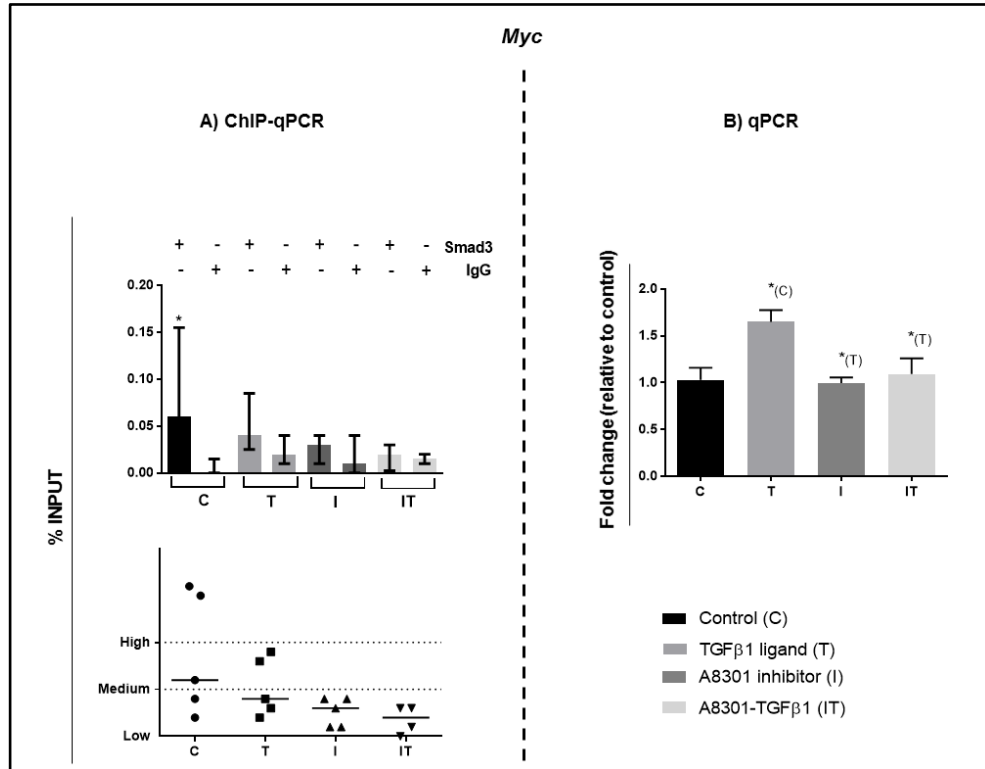 Myc
A) ChIP-qPCR
+ - + - + - + - Smad3
- + - + - + - + IgG
0.20
0.15
0.10
0.05
0.00
*
C T I IT
% INPUT
High
Medium
Low
C T I IT
B) qPCR
Fold change (relative to control)
2.0
1.5
1.0
0.5
0.0
*(C)
*(T)
*(T)
C T I IT
Control (C)
TGFβ1 ligand (T)
A8301 inhibitor (I)
A8301-TGFβ1 (IT)